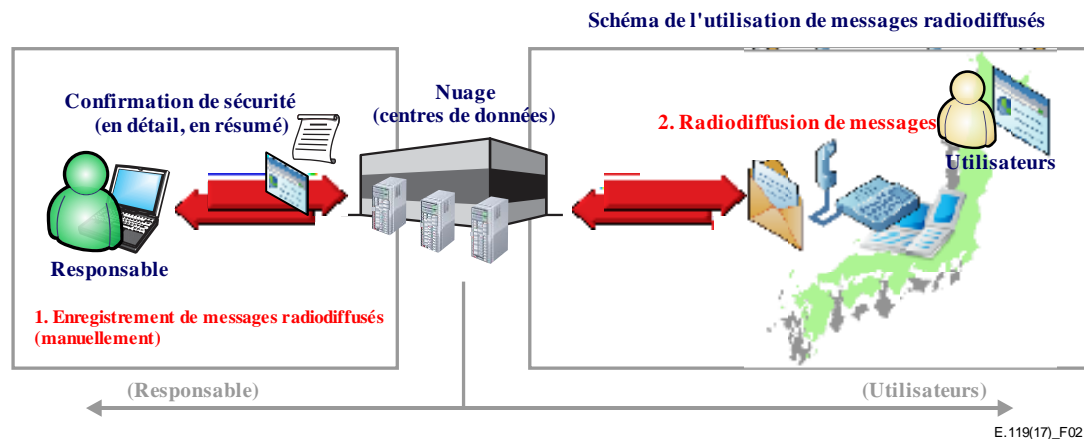 Schéma de l'utilisation de messages radiodiffusés
Confirmation de sécurité
(en détail, en résumé)
Nuage
(centres de données)
2. Radiodiffusion de messages
Utilisateurs
Responsable
1. Enregistrement de messages radiodiffusés
(manuellement)
(Responsable)
(Utilisateurs)
E.119(17)_F02